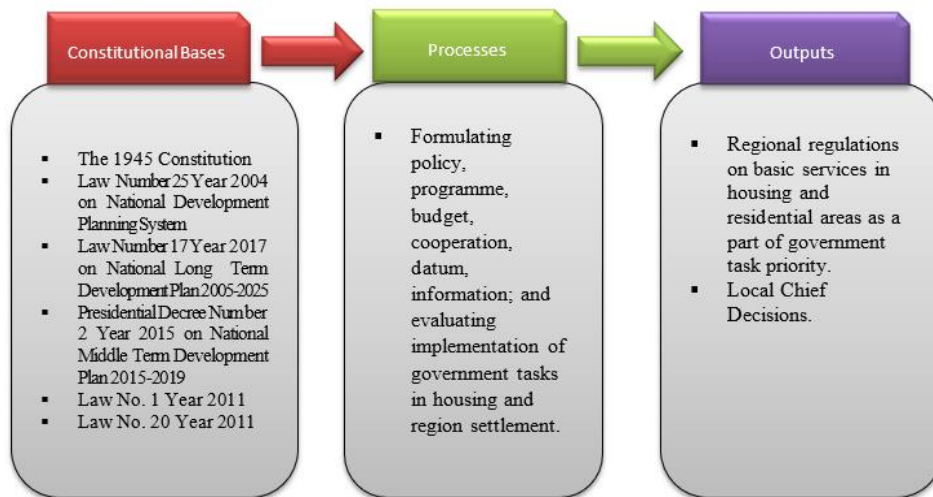 Constitutional Bases
Processes
Outputs
▪ The 1945 Constitution
▪ Law Number 25 Year 2004
on National Development
Planning System
▪ Law Number 17 Year 2017
on National Long Term
Development Plan 2005-2025
▪ Presidential Decree Number
2 Year 2015 on National
Middle Term Development
Plan 2015-2019
▪ Law No. 1 Year 2011
▪ Law No. 20 Year 2011
▪ Formulating
policy,
programme,
budget,
cooperation,
datum,
information; and
evaluating
implementation of
government tasks
in housing and
region settlement.
▪ Regional regulations
on basic services in
housing and
residential areas as a
part of government
task priority.
▪ Local Chief
Decisions.